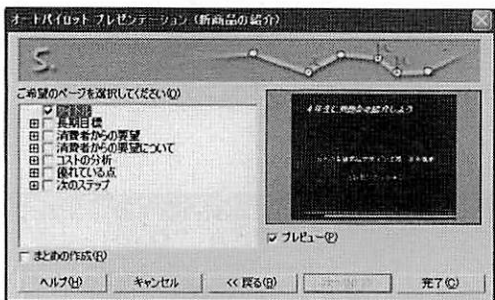 オートパイロット プレゼンテーション (新商品の紹介)
5.
ご希望のページを選択してください(O)
長期目標
消費者からの要望
消費者からの要望について
コストの分析
優れている点
次のステップ
プレビュー(P)
まとめの作成(R)
ヘルプ(H)
キャンセル
<< 戻る(B)
完了(C)